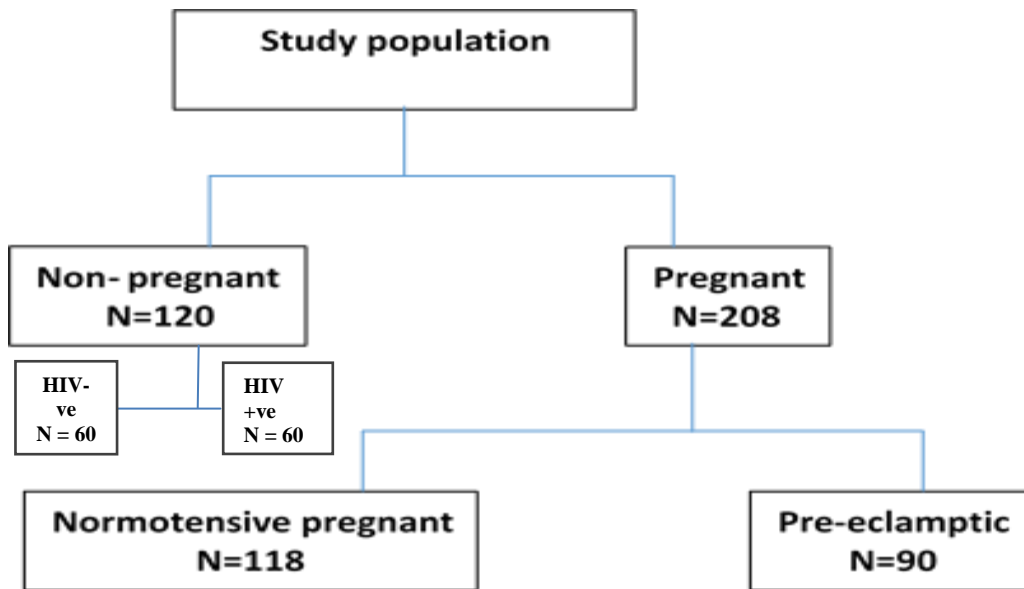 Study population
Non- pregnant
N=120
Pregnant
N=208
HIV-
ve
N = 60
HIV
+ve
N = 60
Normotensive pregnant
N=118
Pre-eclamptic
N=90